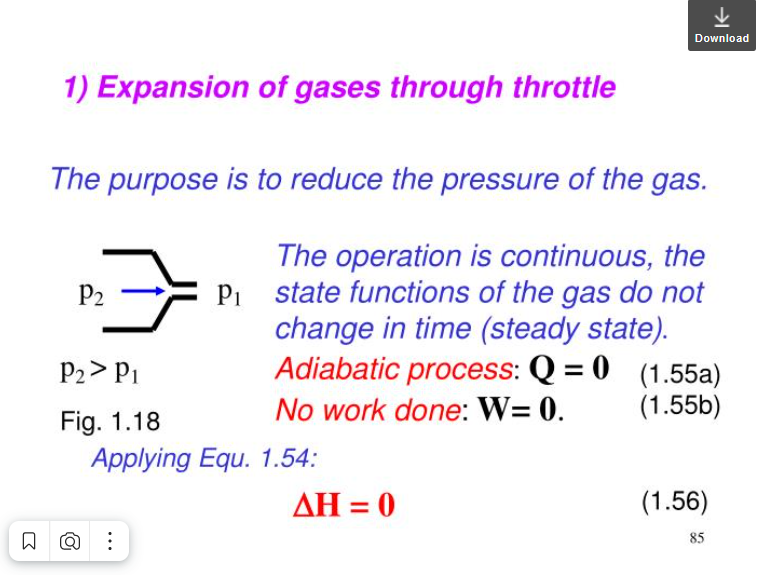 Download
1) Expansion of gases through throttle
The purpose is to reduce the pressure of the gas.
The operation is continuous, the
p₂ p₁ state functions of the gas do not
change in time (steady state).
p₂ > p₁ Adiabatic process: Q = 0 (1.55a)
Fig. 1.18 No work done: W= 0. (1.55b)
Applying Equ. 1.54:
ΔH = 0 (1.56)
85